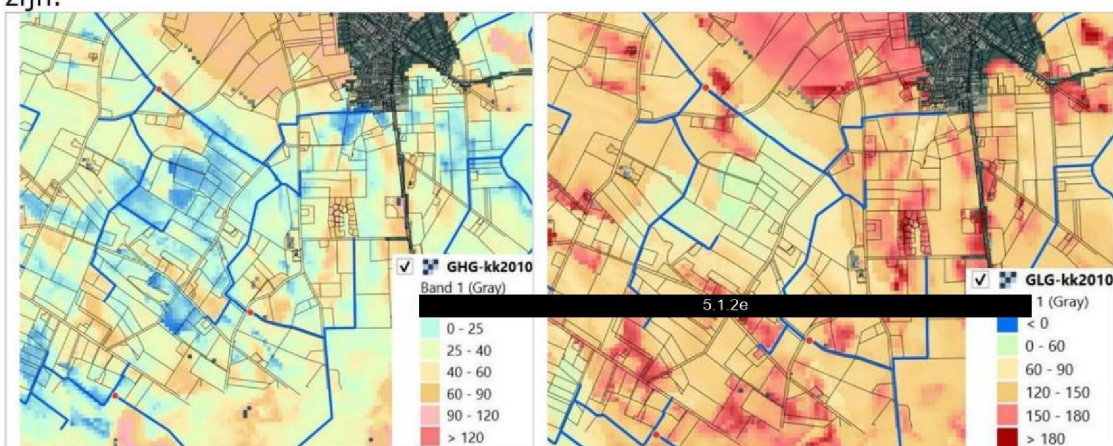 zijn:
GHG-kk2010
Band 1 (Gray)
0 - 25
25 - 40
40 - 60
60 - 90
90 - 120
> 120
5.1.2e
GLG-kk2010
1 (Gray)
< 0
0 - 60
60 - 90
120 - 150
150 - 180
> 180